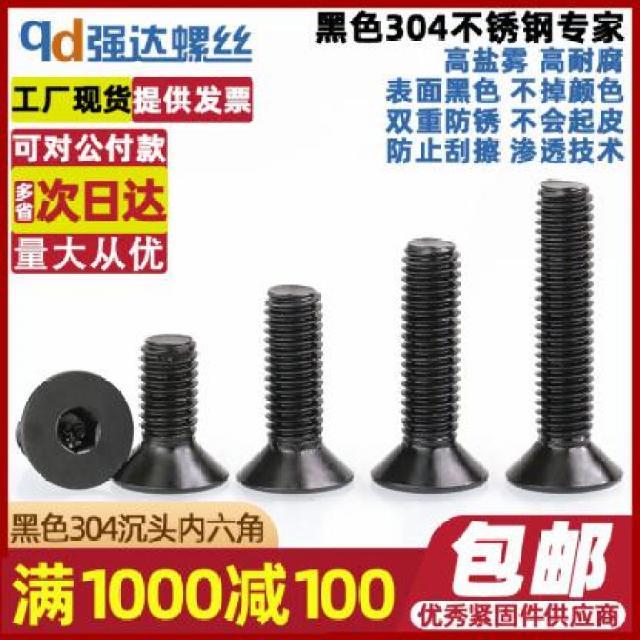 qd强达螺丝
黑色304不锈钢专家
高盐雾 高耐腐
表面黑色 不掉颜色
双重防锈 不会起皮
防止刮擦 渗透技术
工厂现货 提供发票
可对公付款
多省次日达
量大从优
黑色304沉头内六角
满1000减100
包邮
优秀紧固件供应商